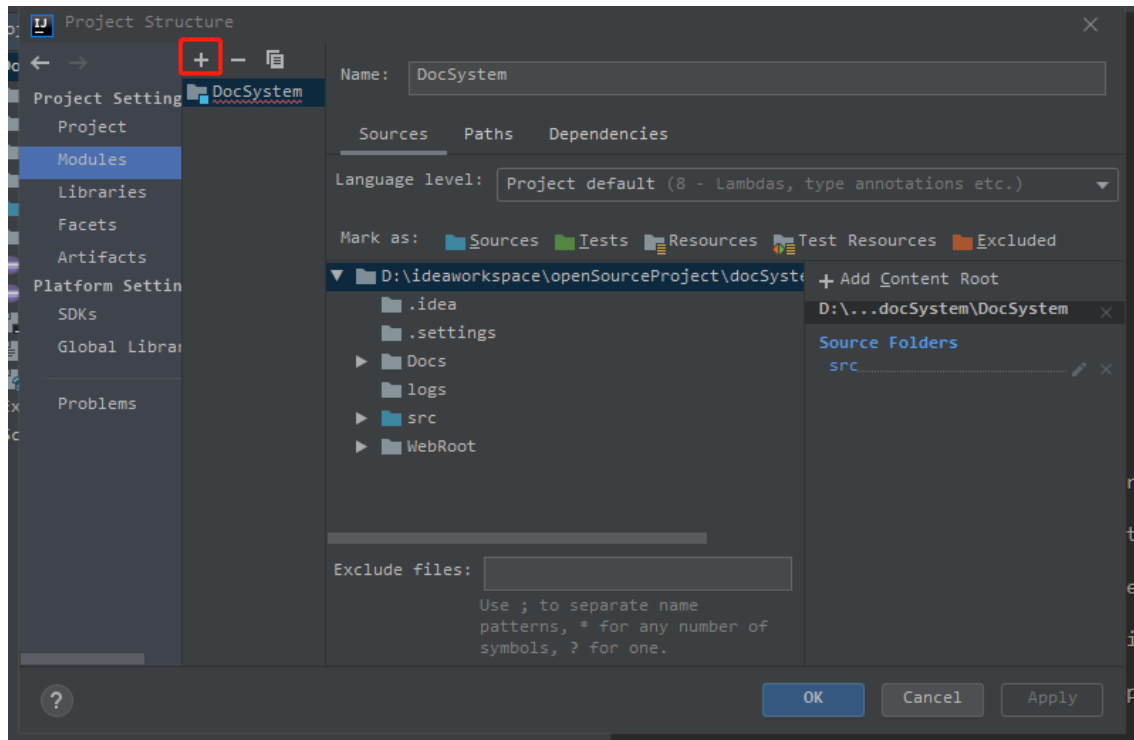 Project Structure
Project Setting
Project
Modules
Libraries
Facets
Artifacts
Platform Settin
SDKs
Global Librar
Problems
DocSystem
Name: DocSystem
Sources Paths Dependencies
Language level: Project default (8 - Lambdas, type annotations etc.)
Mark as: Sources Tests Resources Test Resources Excluded
D:\ideaworkspace\openSourceProject\docSyste
.idea
.settings
Docs
logs
src
WebRoot
+ Add Content Root
D:\...docSystem\DocSystem
Source Folders
src
Exclude files:
Use ; to separate name
patterns, * for any number of
symbols, ? for one.
?
OK Cancel Apply